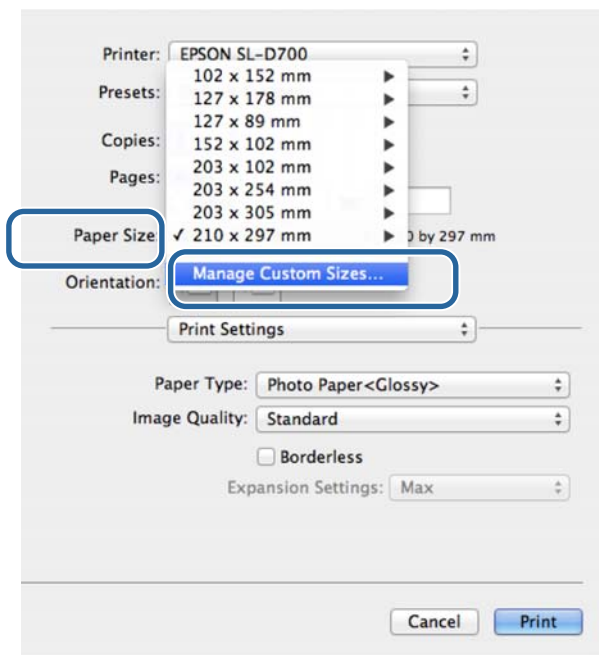 Printer: EPSON SL-D700
102 x 152 mm
Presets: 127 x 178 mm
127 x 89 mm
Copies: 152 x 102 mm
203 x 102 mm
Pages: 203 x 254 mm
203 x 305 mm
Paper Size ✓ 210 x 297 mm by 297 mm
Manage Custom Sizes...
Orientation:
Print Settings
Paper Type: Photo Paper<Glossy>
Image Quality: Standard
Borderless
Expansion Settings: Max
Cancel Print